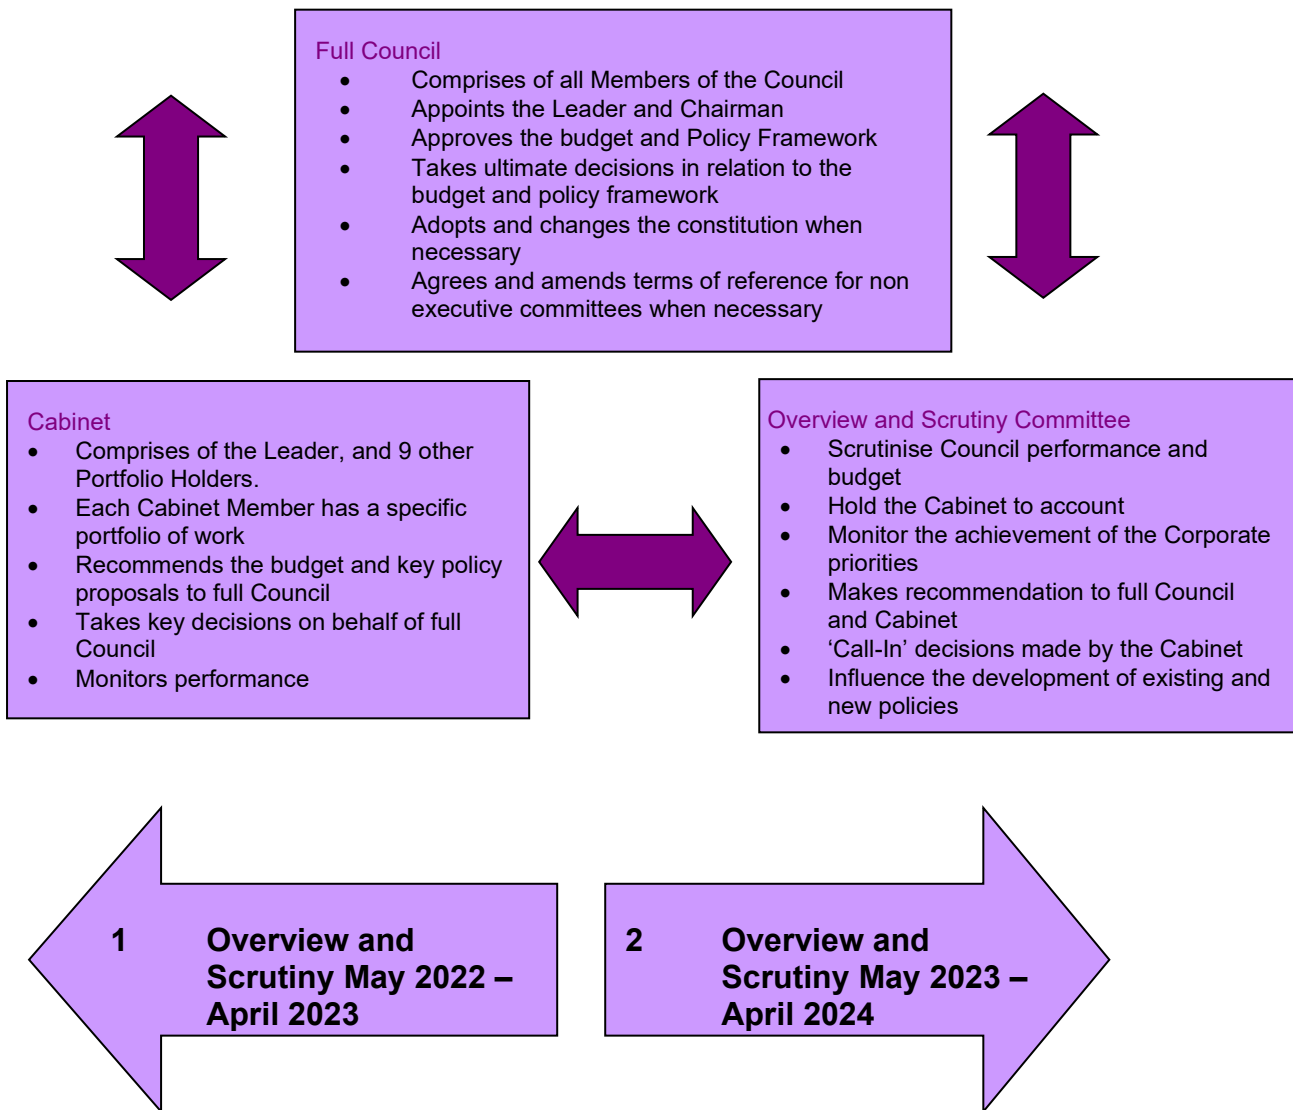 Full Council
• Comprises of all Members of the Council
• Appoints the Leader and Chairman
• Approves the budget and Policy Framework
• Takes ultimate decisions in relation to the
budget and policy framework
• Adopts and changes the constitution when
necessary
• Agrees and amends terms of reference for non
executive committees when necessary
Cabinet
• Comprises of the Leader, and 9 other
Portfolio Holders.
• Each Cabinet Member has a specific
portfolio of work
• Recommends the budget and key policy
proposals to full Council
• Takes key decisions on behalf of full
Council
• Monitors performance
Overview and Scrutiny Committee
• Scrutinise Council performance and
budget
• Hold the Cabinet to account
• Monitor the achievement of the Corporate
priorities
• Makes recommendation to full Council
and Cabinet
• ‘Call-In’ decisions made by the Cabinet
• Influence the development of existing and
new policies
1 Overview and
Scrutiny May 2022 –
April 2023
2 Overview and
Scrutiny May 2023 –
April 2024